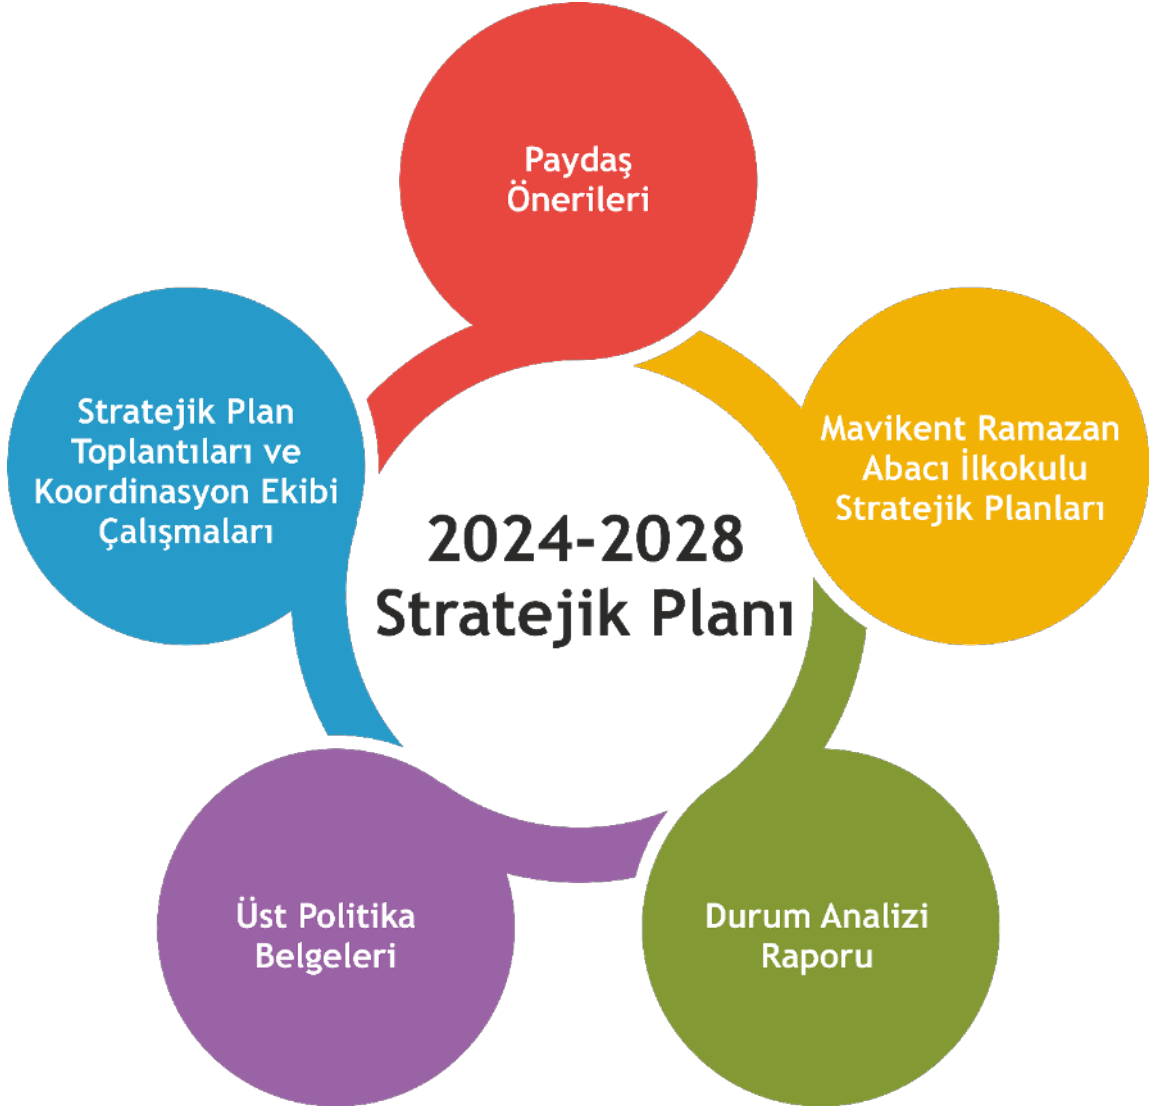 Paydaş
Önerileri
Mavikent Ramazan
Abacı İlkokulu
Stratejik Planları
Durum Analizi
Raporu
Üst Politika
Belgeleri
Stratejik Plan
Toplantıları ve
Koordinasyon Ekibi
Çalışmaları
2024-2028
Stratejik Planı